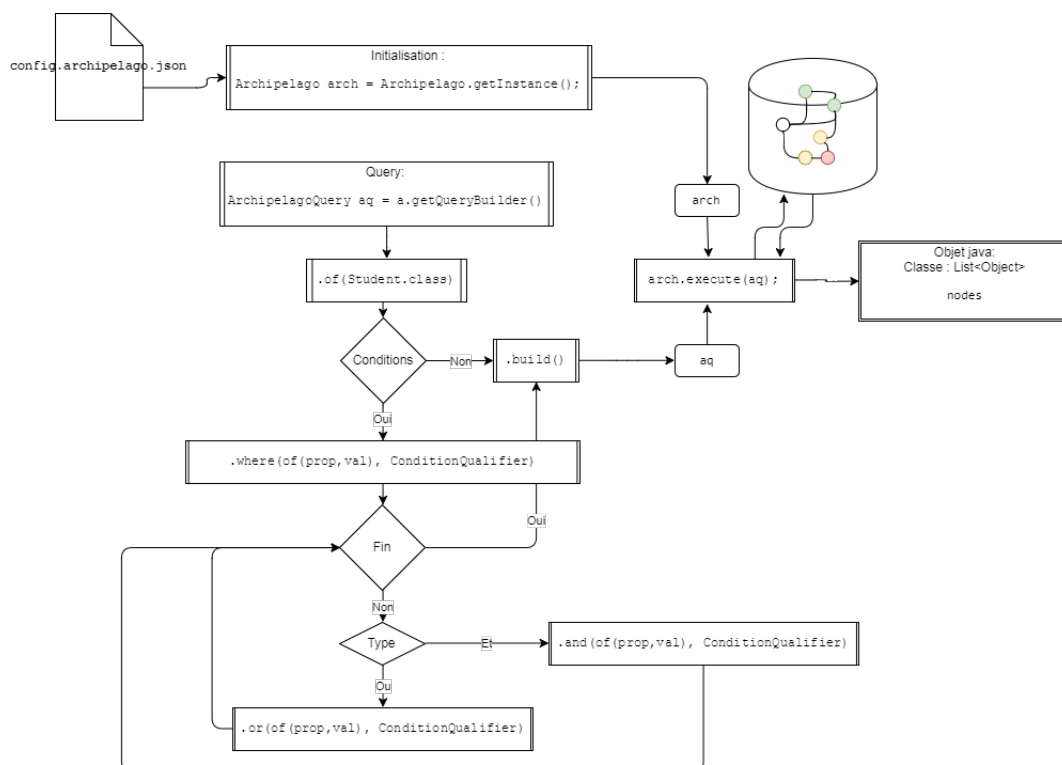 config.archipelago.json
Initialisation :
Archipelago arch = Archipelago.getInstance();
Query:
ArchipelagoQuery aq = a.getQueryBuilder()
arch
.of(Student.class)
arch.execute(aq);
Objet java:
Classe : List<Object>
nodes
Conditions
Non
.build()
aq
Oui
.where(of(prop,val), ConditionQualifier)
Oui
Fin
Non
Type
Et
.and(of(prop,val), ConditionQualifier)
Ou
.or(of(prop,val), ConditionQualifier)